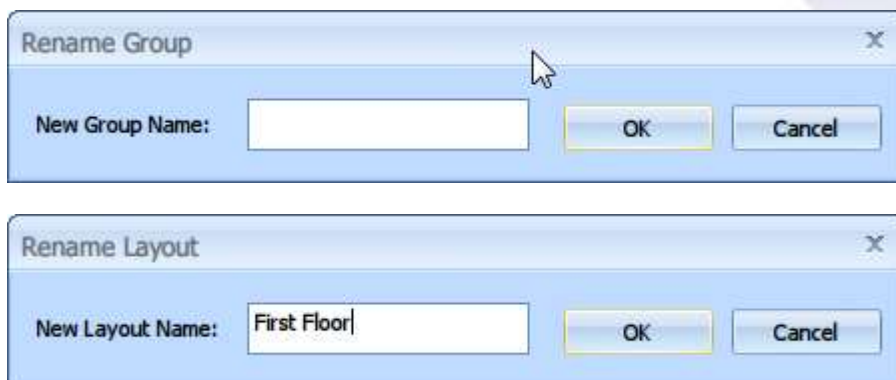 Rename Group
New Group Name: OK Cancel
Rename Layout
New Layout Name: First Floor OK Cancel